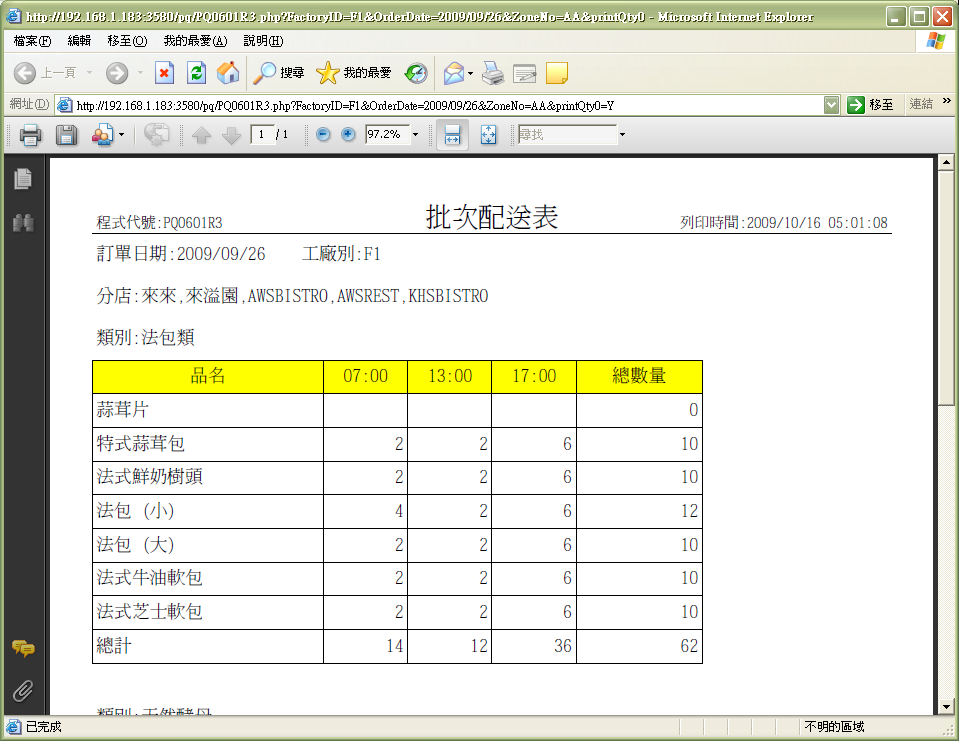 http://192.168.1.183:3580/pq/PQ0601R3.php?FactoryID=F1&OrderDate=2009/09/26&ZoneNo=AA&printQty0 - Microsoft Internet Explorer
檔案(F) 編輯 移至(O) 我的最愛(A) 說明(H)
上一頁 搜尋 我的最愛
網址(D) http://192.168.1.183:3580/pq/PQ0601R3.php?FactoryID=F1&OrderDate=2009/09/26&ZoneNo=AA&printQty0=Y 移至 連結 »
1 / 1 97.2% 尋找
批次配送表
程式代號:PQ0601R3 列印時間:2009/10/16 05:01:08
訂單日期:2009/09/26 工廠別:F1
分店:來來,來溢園,AWSBISTRO,AWSREST,KHSBISTRO
類別:法包類
品名 07:00 13:00 17:00 總數量
蒜茸片 0
特式蒜茸包 2 2 6 10
法式鮮奶樹頭 2 2 6 10
法包 (小) 4 2 6 12
法包 (大) 2 2 6 10
法式牛油軟包 2 2 6 10
法式芝士軟包 2 2 6 10
總計 14 12 36 62
類別:天然酵母
已完成 不明的區域